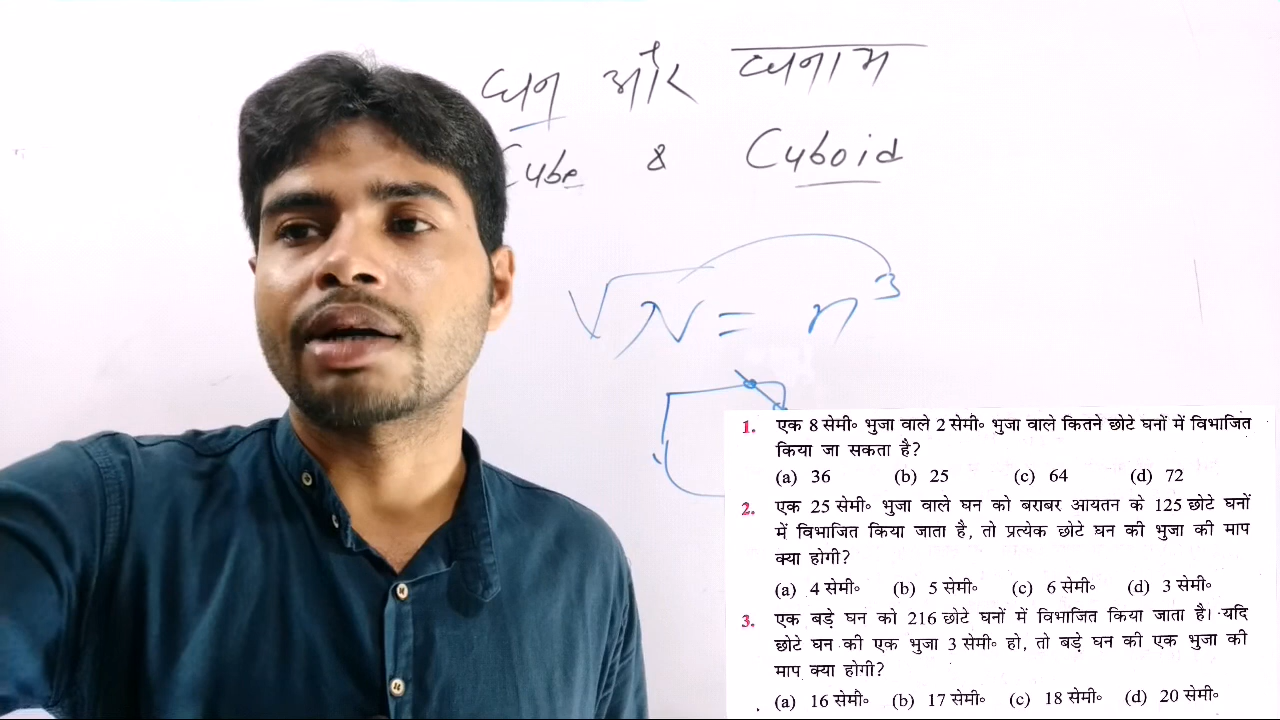 घन और घनाभ
Cube & Cuboid
√N = n³
1. एक 8 सेमी॰ भुजा वाले 2 सेमी॰ भुजा वाले कितने छोटे घनों में विभाजित
किया जा सकता है?
(a) 36 (b) 25 (c) 64 (d) 72
2. एक 25 सेमी॰ भुजा वाले घन को बराबर आयतन के 125 छोटे घनों
में विभाजित किया जाता है, तो प्रत्येक छोटे घन की भुजा की माप
क्या होगी?
(a) 4 सेमी॰ (b) 5 सेमी॰ (c) 6 सेमी॰ (d) 3 सेमी॰
3. एक बड़े घन को 216 छोटे घनों में विभाजित किया जाता है। यदि
छोटे घन की एक भुजा 3 सेमी॰ हो, तो बड़े घन की एक भुजा की
माप क्या होगी?
(a) 16 सेमी॰ (b) 17 सेमी॰ (c) 18 सेमी॰ (d) 20 सेमी॰